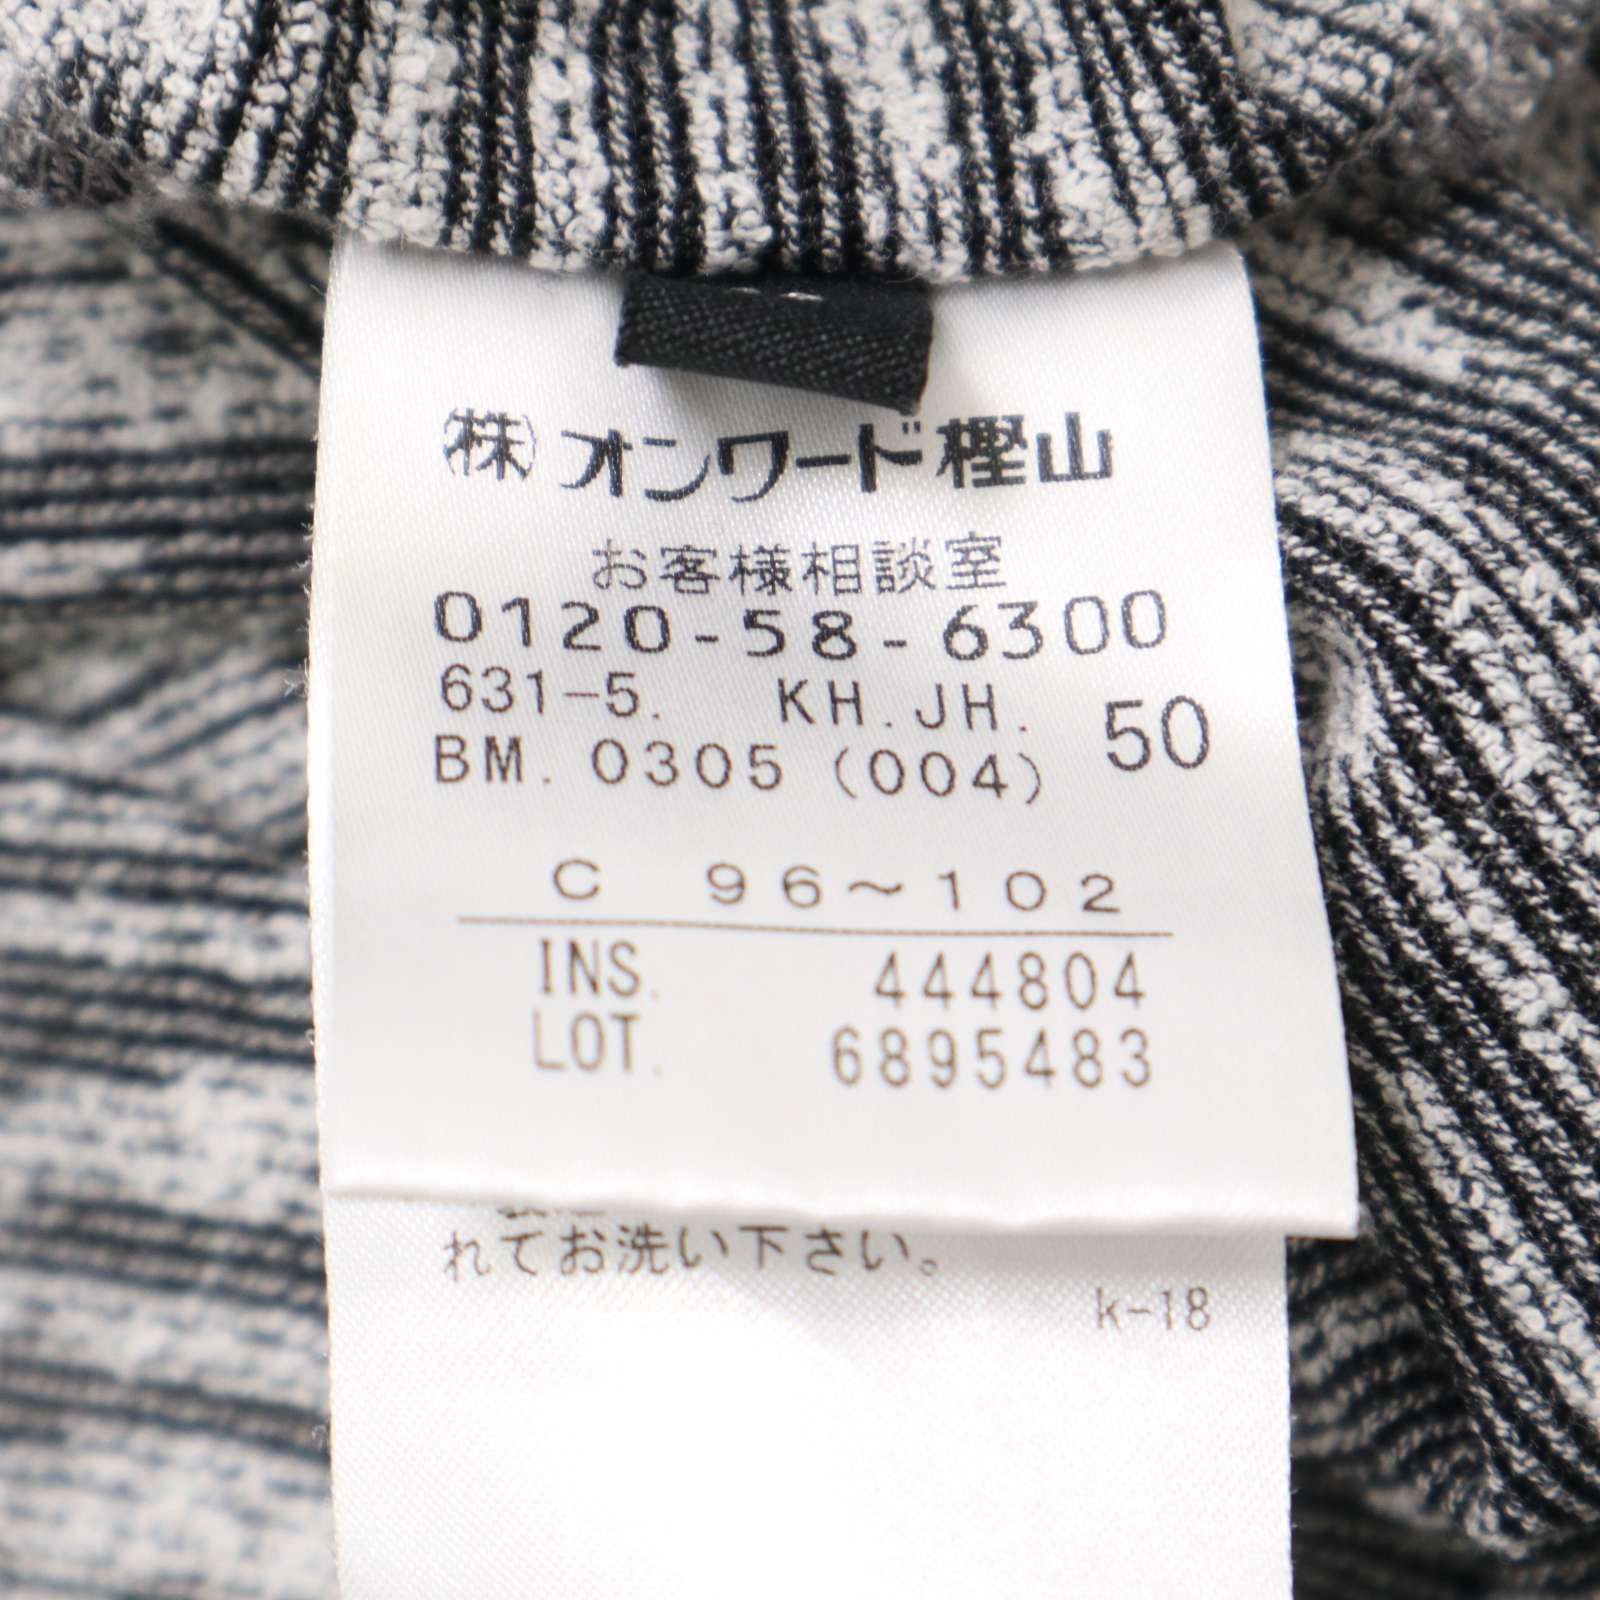 ㈱オンワード樫山
お客様相談室
0120-58-6300
631-5. KH.JH. 50
BM. 0305 (004)
C 96~102
INS. 444804
LOT. 6895483
れてお洗い下さい。
k-18